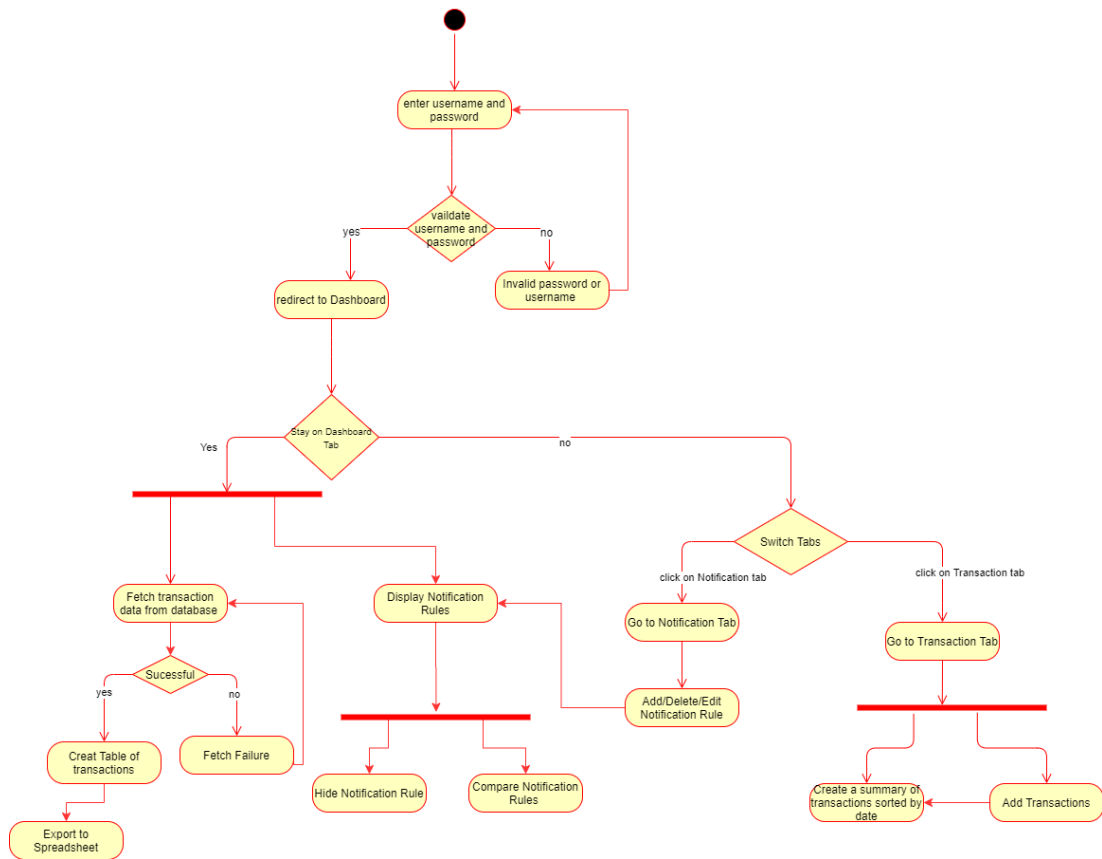 enter username and
password
vaildate
username and
password
yes
no
redirect to Dashboard
Invalid password or
username
Stay on Dashboard
Tab
Yes
no
Switch Tabs
click on Notification tab
click on Transaction tab
Fetch transaction
data from database
Display Notification
Rules
Go to Notification Tab
Go to Transaction Tab
Sucessful
yes
no
Add/Delete/Edit
Notification Rule
Creat Table of
transactions
Fetch Failure
Hide Notification Rule
Compare Notification
Rules
Create a summary of
transactions sorted by
date
Add Transactions
Export to
Spreadsheet